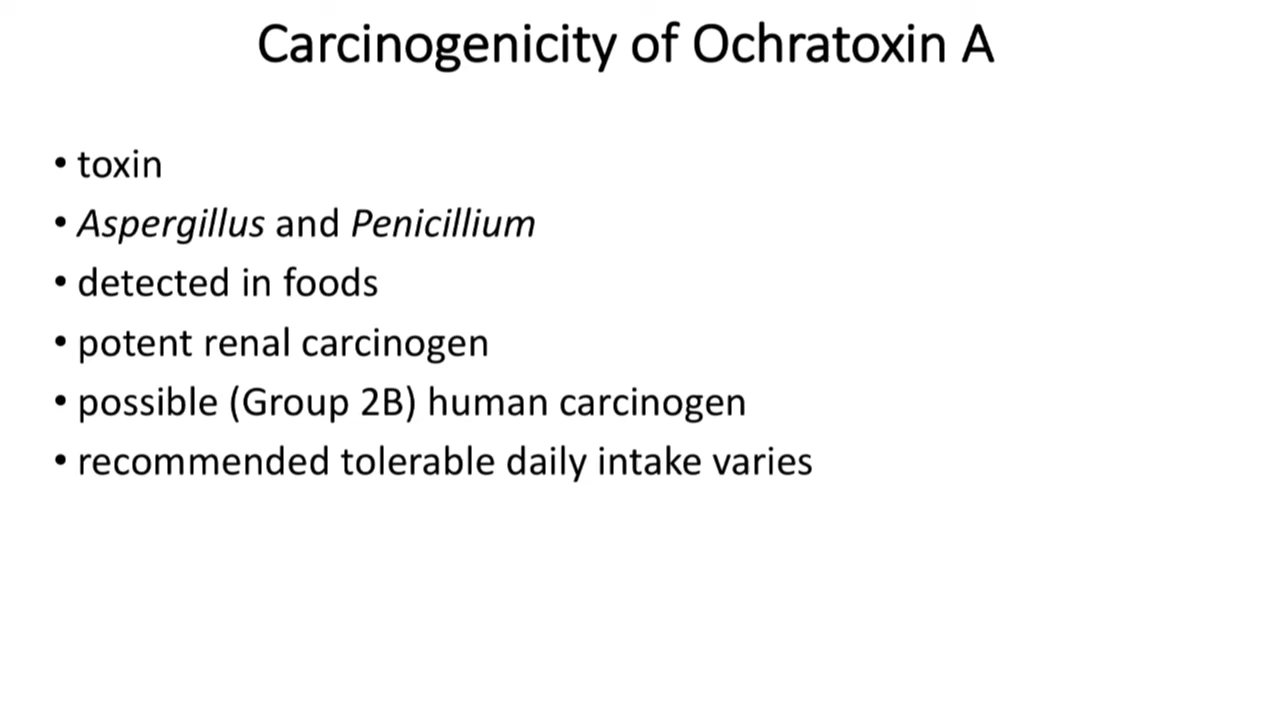 Carcinogenicity of Ochratoxin A
• toxin
• Aspergillus and Penicillium
• detected in foods
• potent renal carcinogen
• possible (Group 2B) human carcinogen
• recommended tolerable daily intake varies